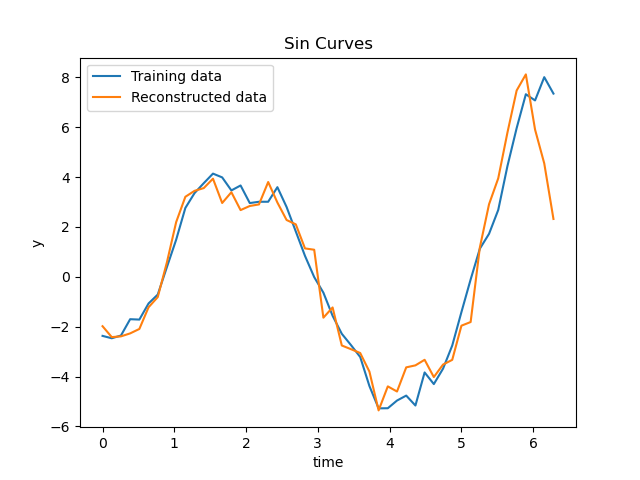 Sin Curves
Training data
Reconstructed data
8
6
4
2
0
−2
−4
−6
y
0 1 2 3 4 5 6
time